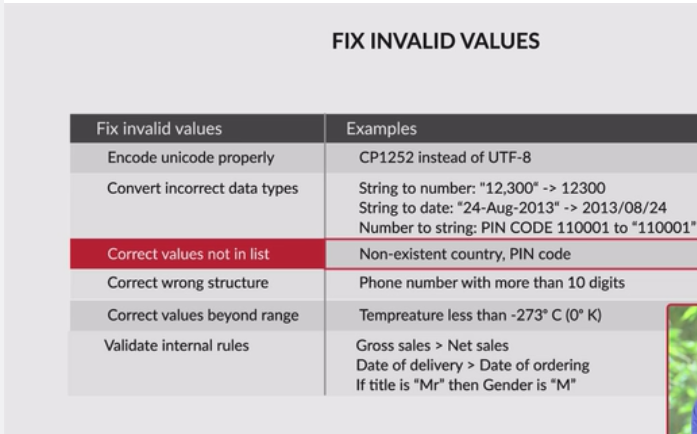 FIX INVALID VALUES
Fix invalid values Examples
Encode unicode properly CP1252 instead of UTF-8
Convert incorrect data types String to number: "12,300" -> 12300
String to date: "24-Aug-2013" -> 2013/08/24
Number to string: PIN CODE 110001 to "110001"
Correct values not in list Non-existent country, PIN code
Correct wrong structure Phone number with more than 10 digits
Correct values beyond range Tempreature less than -273° C (0° K)
Validate internal rules Gross sales > Net sales
Date of delivery > Date of ordering
If title is "Mr" then Gender is "M"